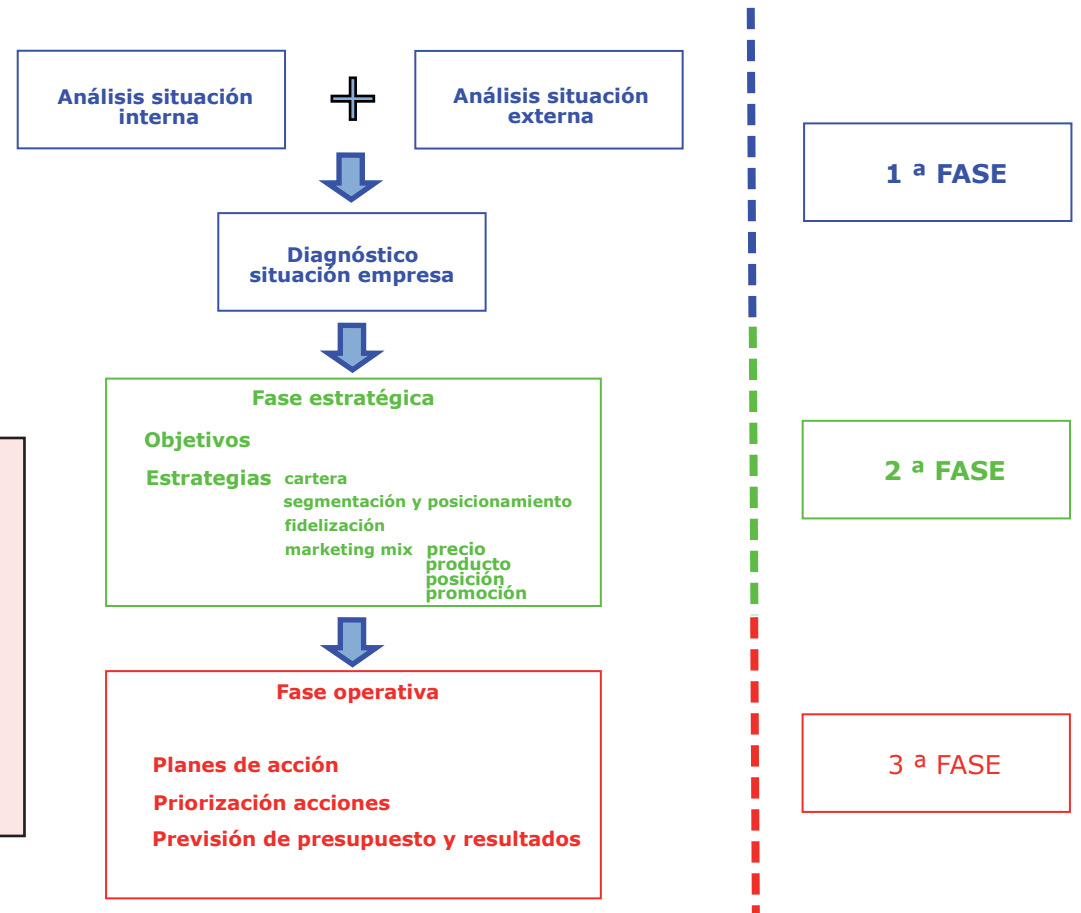 Análisis situación
interna
Análisis situación
externa
1 ª FASE
Diagnóstico
situación empresa
Fase estratégica
Objetivos
Estrategias cartera
segmentación y posicionamiento
fidelización
marketing mix precio
producto
posición
promoción
2 ª FASE
Fase operativa
Planes de acción
Priorización acciones
Previsión de presupuesto y resultados
3 ª FASE